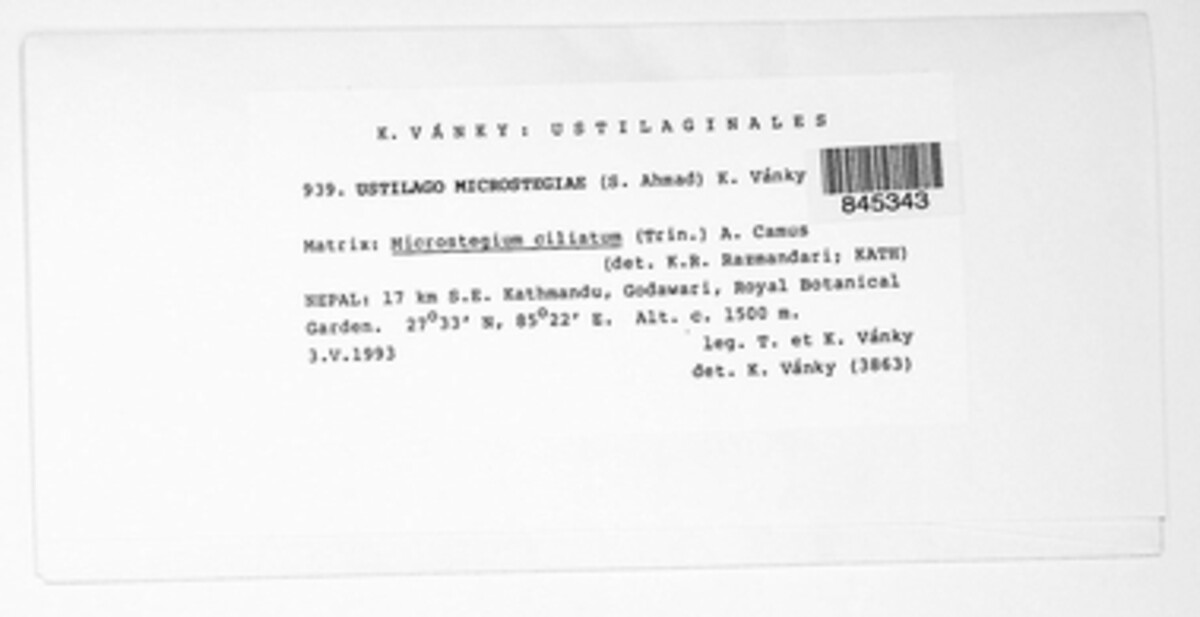 K. VÁNKY: USTILAGINALES
939. USTILAGO MICROSTEGIAE (S. Ahmad) K. Vánky
845343
Matrix: Microstegium ciliatum (Trin.) A. Camus
(det. K.R. Razmandari; KATH)
NEPAL: 17 km S.E. Kathmandu, Godawari, Royal Botanical
Garden. 27°33' N, 85°22' E. Alt. c. 1500 m.
3.V.1993 leg. T. et K. Vánky
det. K. Vánky (3863)